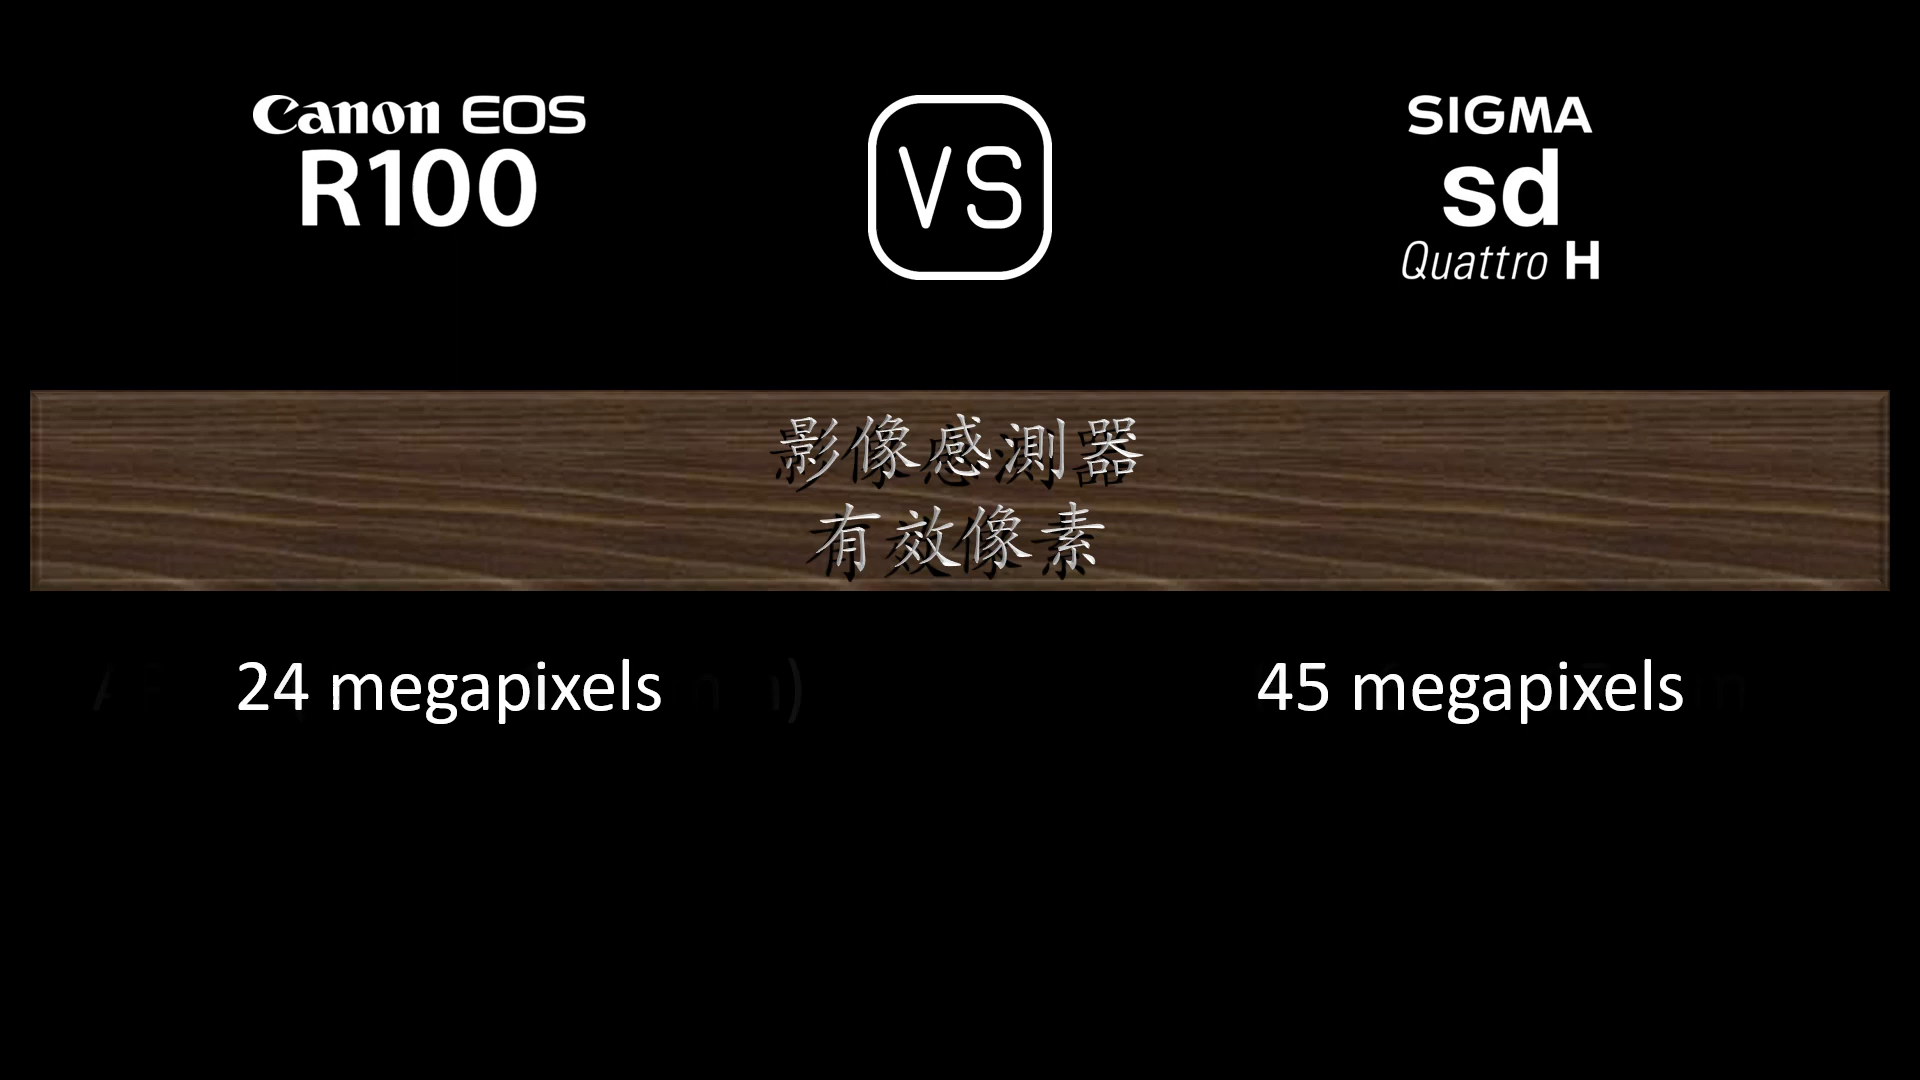 Canon EOS
R100
VS
SIGMA
sd
Quattro H
影像感測器
有效像素
24 megapixels
45 megapixels